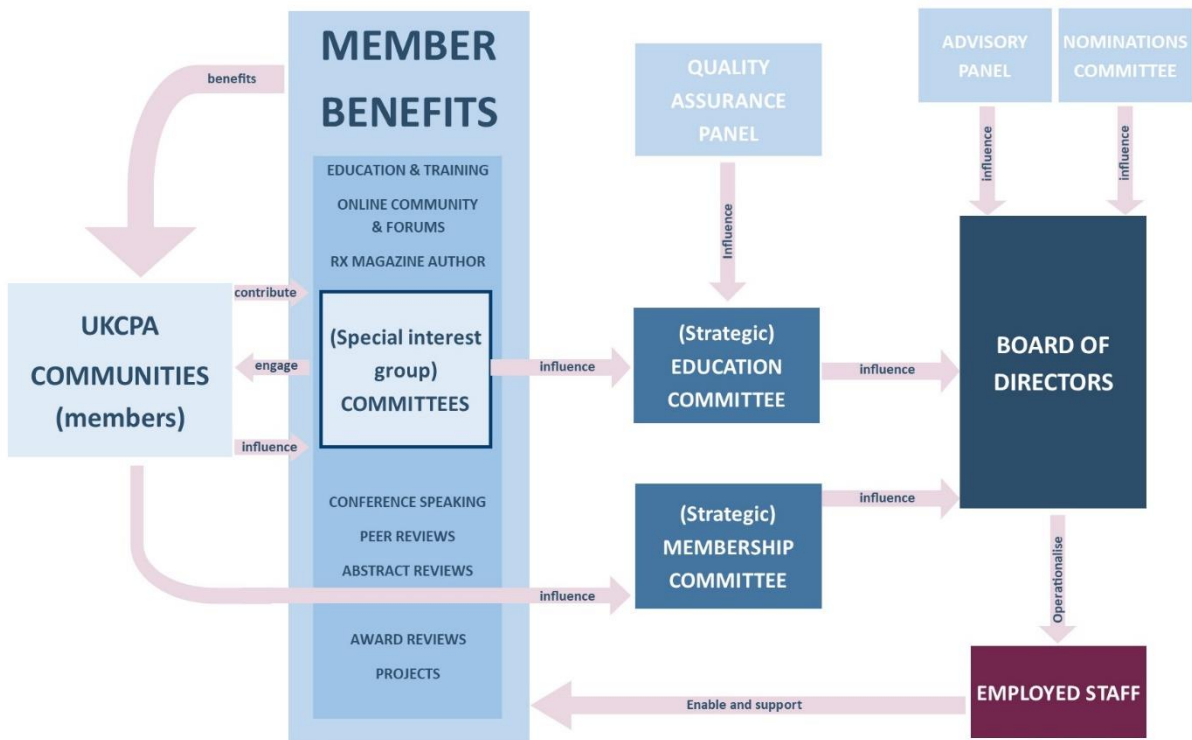 MEMBER
BENEFITS
benefits
EDUCATION & TRAINING
ONLINE COMMUNITY
& FORUMS
RX MAGAZINE AUTHOR
UKCPA
COMMUNITIES
(members)
contribute
engage
influence
(Special interest
group)
COMMITTEES
CONFERENCE SPEAKING
PEER REVIEWS
ABSTRACT REVIEWS
AWARD REVIEWS
PROJECTS
influence
influence
QUALITY
ASSURANCE
PANEL
Influence
(Strategic)
EDUCATION
COMMITTEE
influence
(Strategic)
MEMBERSHIP
COMMITTEE
influence
ADVISORY
PANEL
NOMINATIONS
COMMITTEE
influence
influence
BOARD OF
DIRECTORS
Operationalise
EMPLOYED STAFF
Enable and support